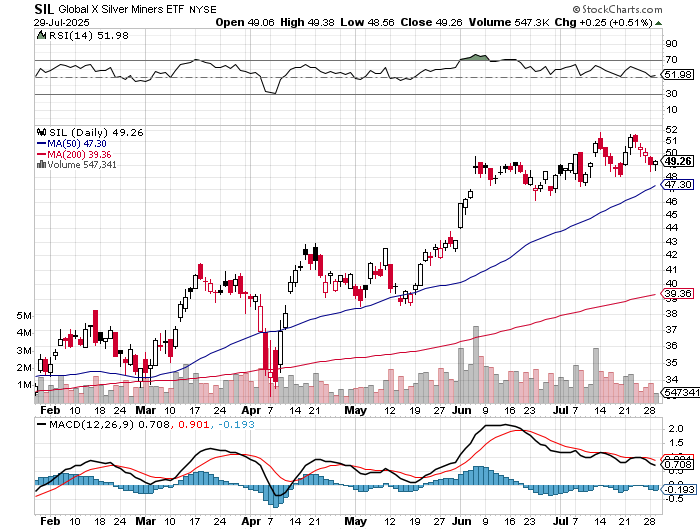 SIL Global X Silver Miners ETF NYSE © StockCharts.com
29-Jul-2025 Open 49.06 High 49.38 Low 48.56 Close 49.26 Volume 547.3K Chg +0.25 (+0.51%)
RSI(14) 51.98
90
70
51.98
30
10
SIL (Daily) 49.26
MA(50) 47.30
MA(200) 39.36
Volume 547,341
52
51
50
49.26
48
47.30
46
45
44
43
42
41
40
39.36
38
37
36
35
34
33
5M
4M
3M
2M
1M
547341
Feb 10 18 24 Mar 10 17 24 Apr 7 14 21 May 12 19 27 Jun 9 16 23 Jul 7 14 21 28
MACD(12,26,9) 0.708, 0.901, -0.193
2.0
1.5
1.0
0.708
-0.193
-0.5
-1.0
-1.5
Feb 10 18 24 Mar 10 17 24 Apr 7 14 21 May 12 19 27 Jun 9 16 23 Jul 7 14 21 28